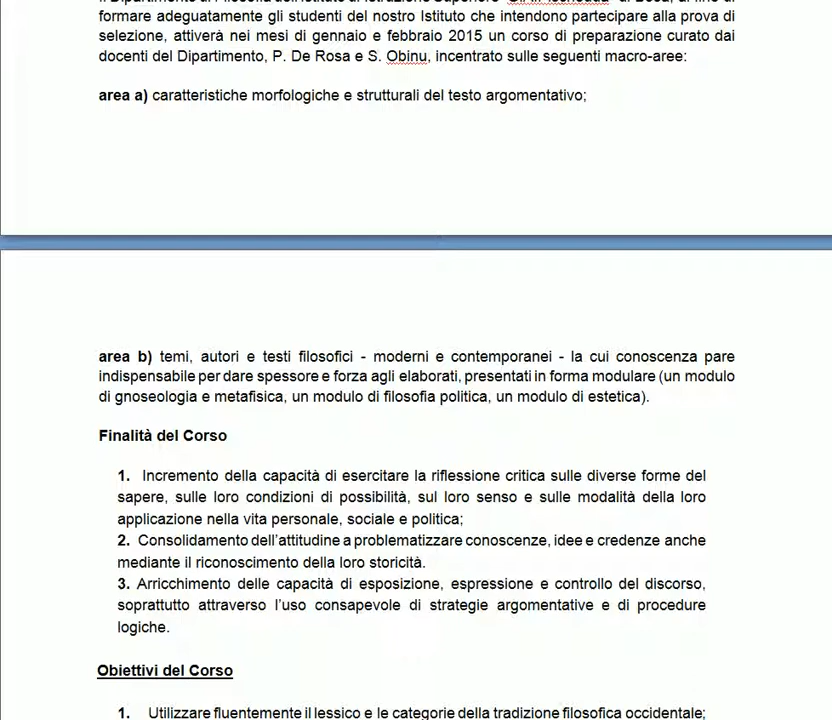 formare adeguatamente gli studenti del nostro Istituto che intendono partecipare alla prova di
selezione, attiverà nei mesi di gennaio e febbraio 2015 un corso di preparazione curato dai
docenti del Dipartimento, P. De Rosa e S. Obinu, incentrato sulle seguenti macro-aree:
area a) caratteristiche morfologiche e strutturali del testo argomentativo;
area b) temi, autori e testi filosofici - moderni e contemporanei - la cui conoscenza pare
indispensabile per dare spessore e forza agli elaborati, presentati in forma modulare (un modulo
di gnoseologia e metafisica, un modulo di filosofia politica, un modulo di estetica).
Finalità del Corso
1. Incremento della capacità di esercitare la riflessione critica sulle diverse forme del
sapere, sulle loro condizioni di possibilità, sul loro senso e sulle modalità della loro
applicazione nella vita personale, sociale e politica;
2. Consolidamento dell'attitudine a problematizzare conoscenze, idee e credenze anche
mediante il riconoscimento della loro storicità.
3. Arricchimento delle capacità di esposizione, espressione e controllo del discorso,
soprattutto attraverso l'uso consapevole di strategie argomentative e di procedure
logiche.
Obiettivi del Corso
1. Utilizzare fluentemente il lessico e le categorie della tradizione filosofica occidentale;